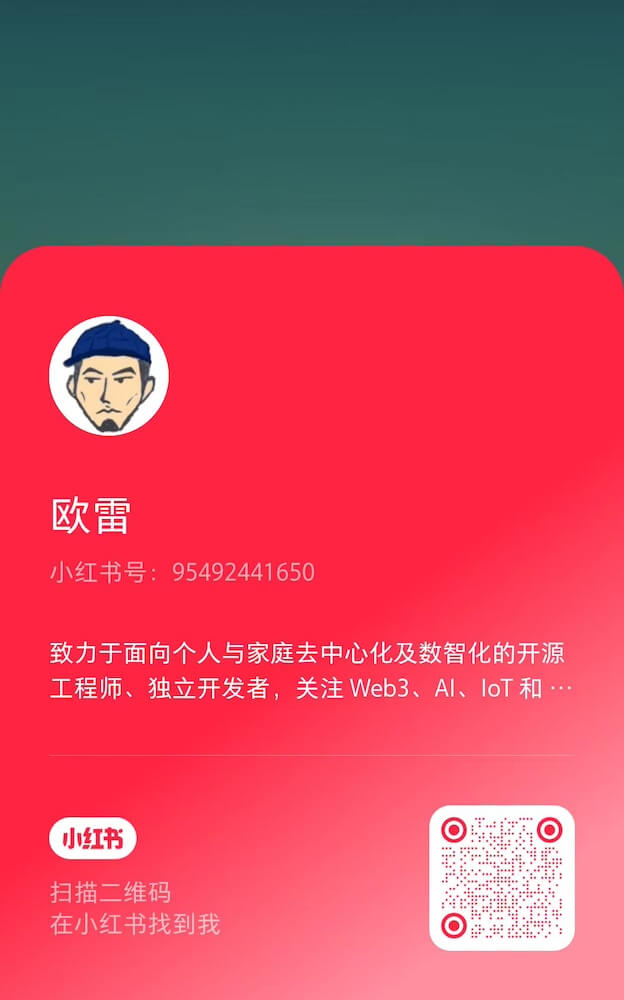 欧雷
小红书号：95492441650
致力于面向个人与家庭去中心化及数智化的开源
工程师、独立开发者，关注 Web3、AI、IoT 和 ⋯
小红书
扫描二维码
在小红书找到我